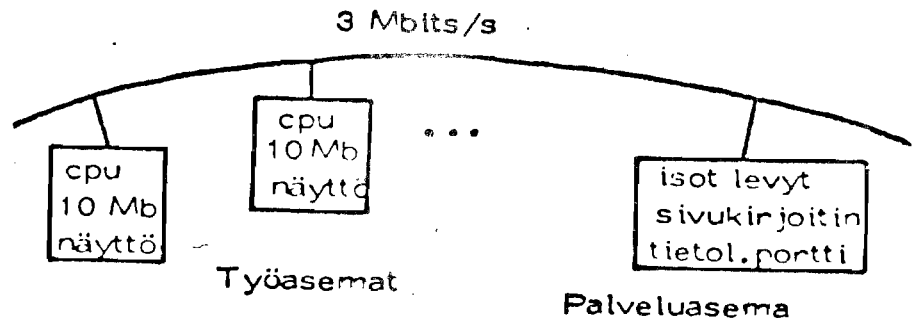 3 Mbits/s
cpu
10 Mb
näyttö
cpu
10 Mb
näyttö
...
isot levyt
sivukirjoitin
tietol.portti
Työasemat
Palveluasema